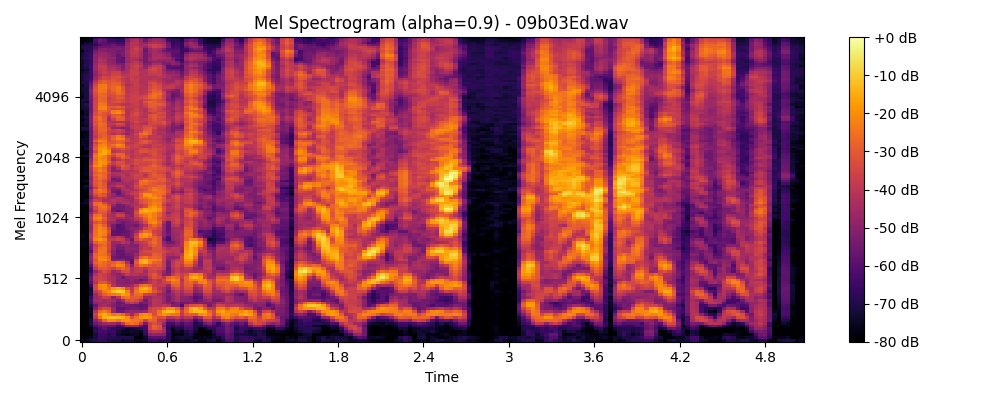 Mel Spectrogram (alpha=0.9) - 09b03Ed.wav
Mel Frequency
4096
2048
1024
512
0
0 0.6 1.2 1.8 2.4 3 3.6 4.2 4.8
Time
+0 dB
-10 dB
-20 dB
-30 dB
-40 dB
-50 dB
-60 dB
-70 dB
-80 dB